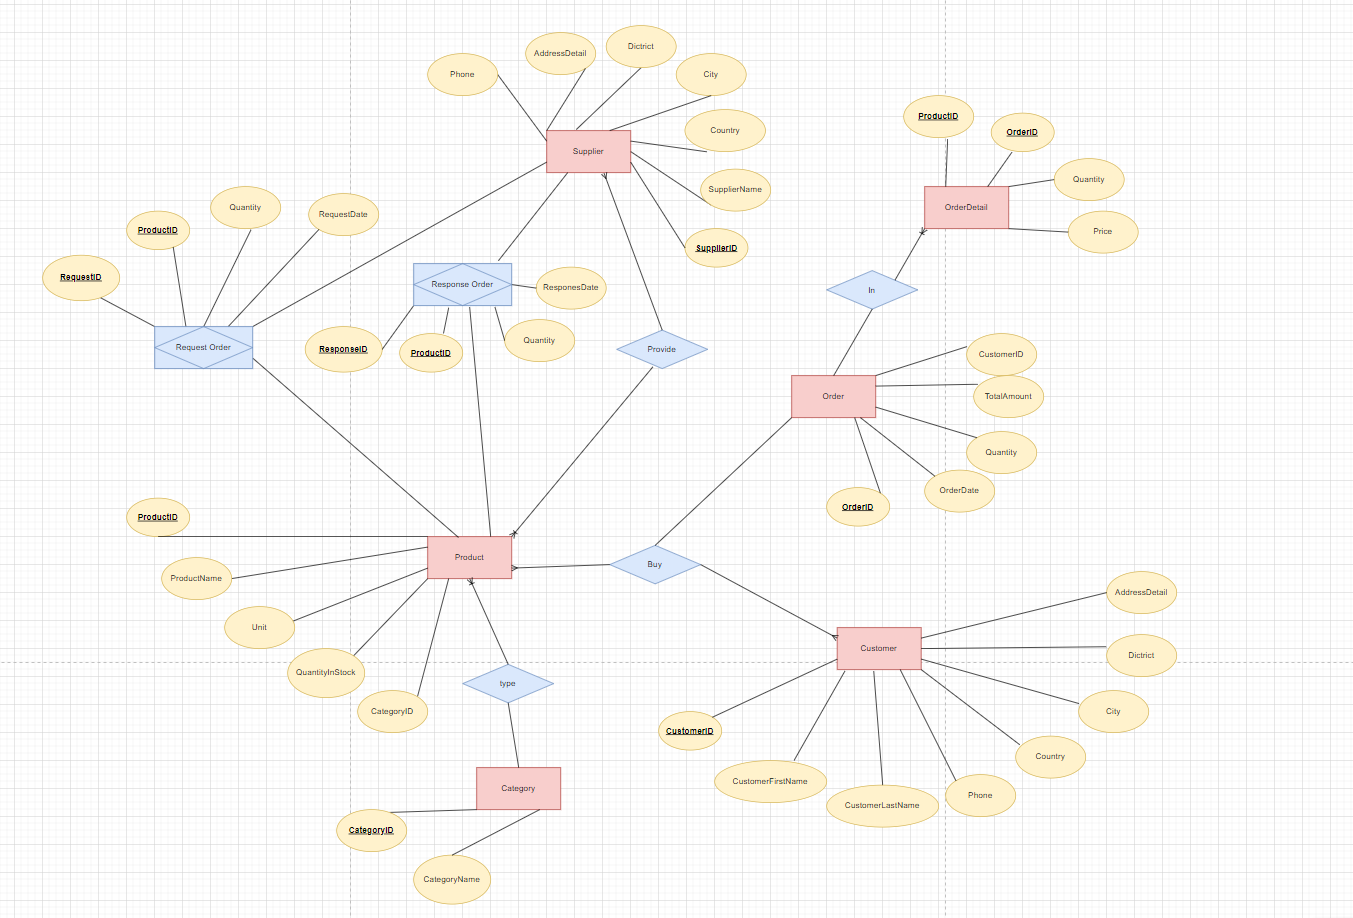 Dictrict
AddressDetail
Phone
City
Country
Supplier
SupplierName
SupplierID
ProductID
OrderID
Quantity
OrderDetail
Price
Quantity
RequestDate
ProductID
RequestID
Request Order
Response Order
ResponesDate
ResponseID
ProductID
Quantity
Provide
In
CustomerID
Order
TotalAmount
Quantity
OrderDate
OrderID
ProductID
Product
ProductName
Unit
QuantityInStock
CategoryID
Buy
type
Customer
AddressDetail
Dictrict
City
Country
Phone
CustomerID
CustomerFirstName
CustomerLastName
Category
CategoryID
CategoryName